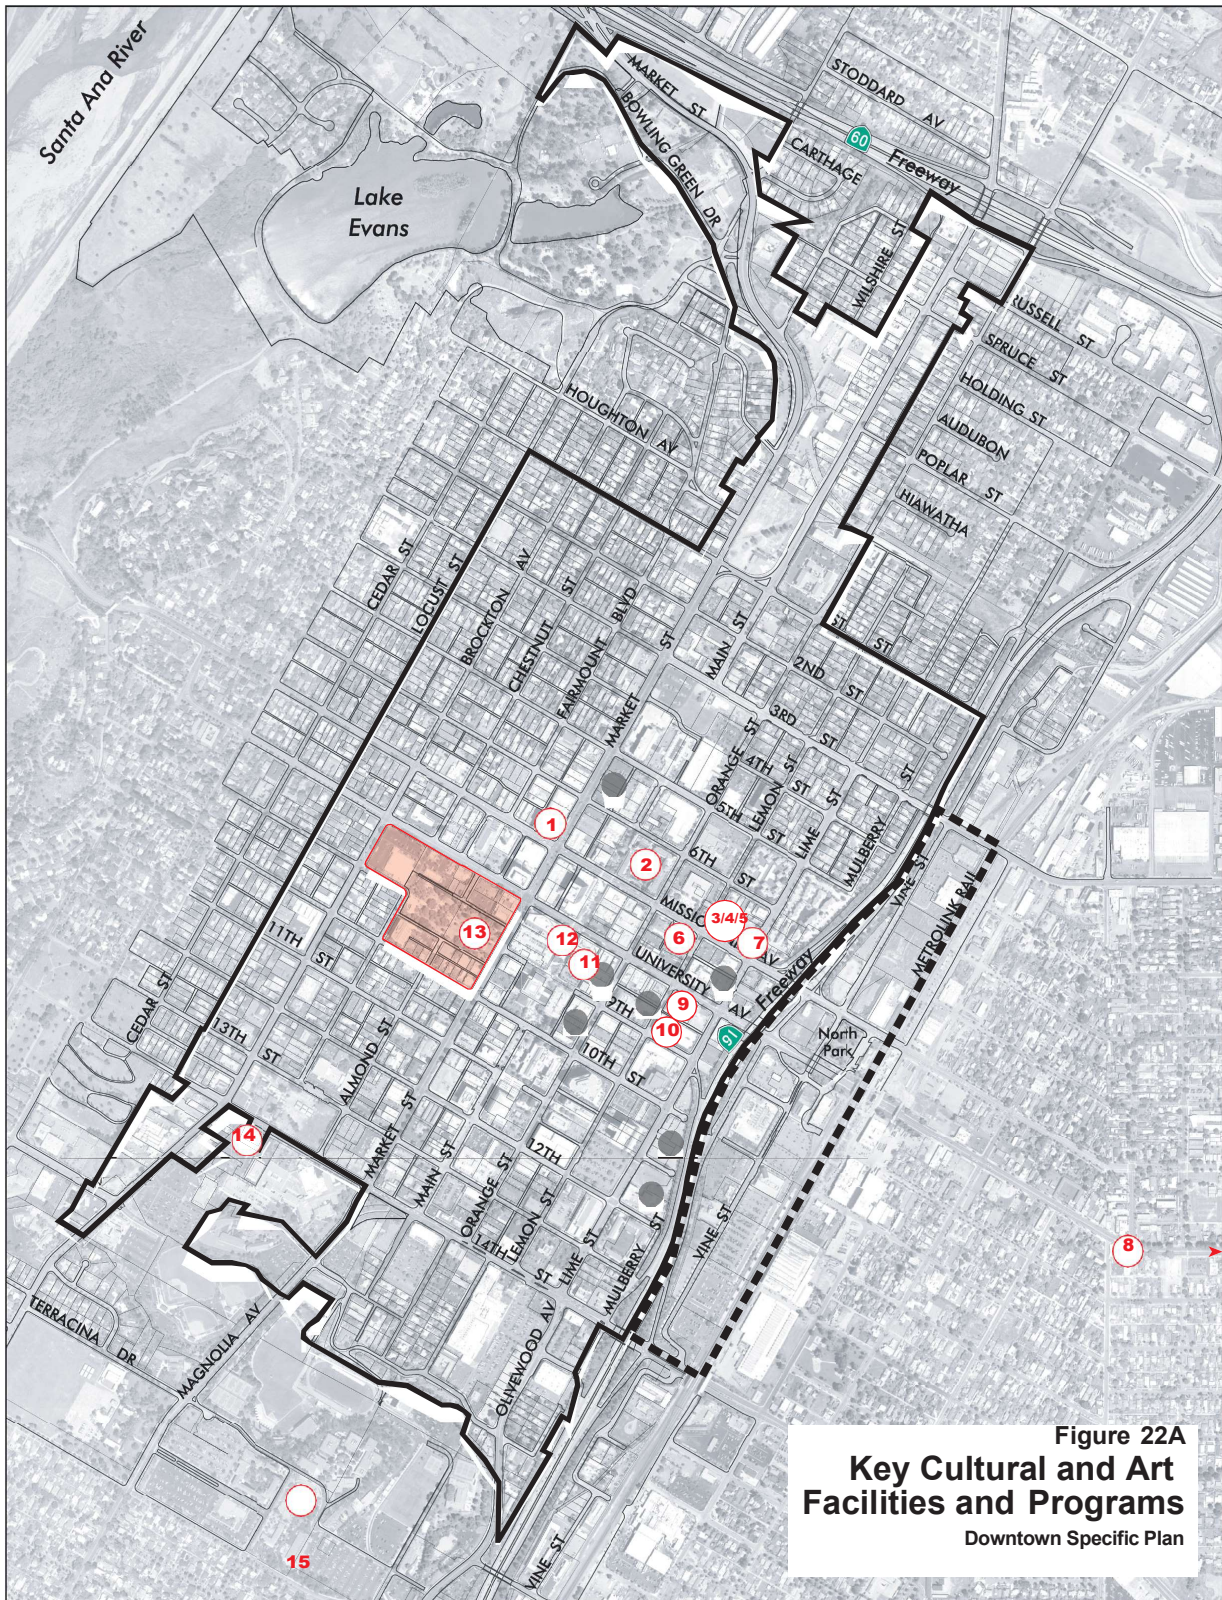 Santa Ana River
MARKET ST
STODDARD AV
BOWLING GREEN DR
60
Freeway
CARTHAGE
Lake
Evans
WILSHIRE ST
RUSSELL ST
SPRUCE ST
HOLDING ST
HOUGHTON AV
AUDUBON
POPLAR ST
HIAWATHA
CEDAR ST
LOCUST ST
BROCKTON AV
CHESTNUT ST
FAIRMOUNT BLVD
MARKET ST
MAIN ST
ST
ST
2ND ST
3RD ST
ORANGE ST
4TH ST
LEMON ST
5TH ST
LIME ST
MULBERRY ST
6TH ST
1
2
VINE ST
METROLINK RAIL
MISSIO
AV
3/4/5
6
7
13
12
11
UNIVERSITY AV
Freeway
11TH ST
9TH
9
10
91
North
Park
CEDAR ST
13TH ST
ALMOND ST
10TH ST
MARKET ST
14
12TH
MAIN ST
ORANGE ST
LEMON ST
14TH ST
LIME ST
MULBERRY ST
VINE ST
8
TERRACINA DR
MAGNOLIA AV
OLIVEWOOD AV
VINE ST
15
Figure 22A
Key Cultural and Art
Facilities and Programs
Downtown Specific Plan